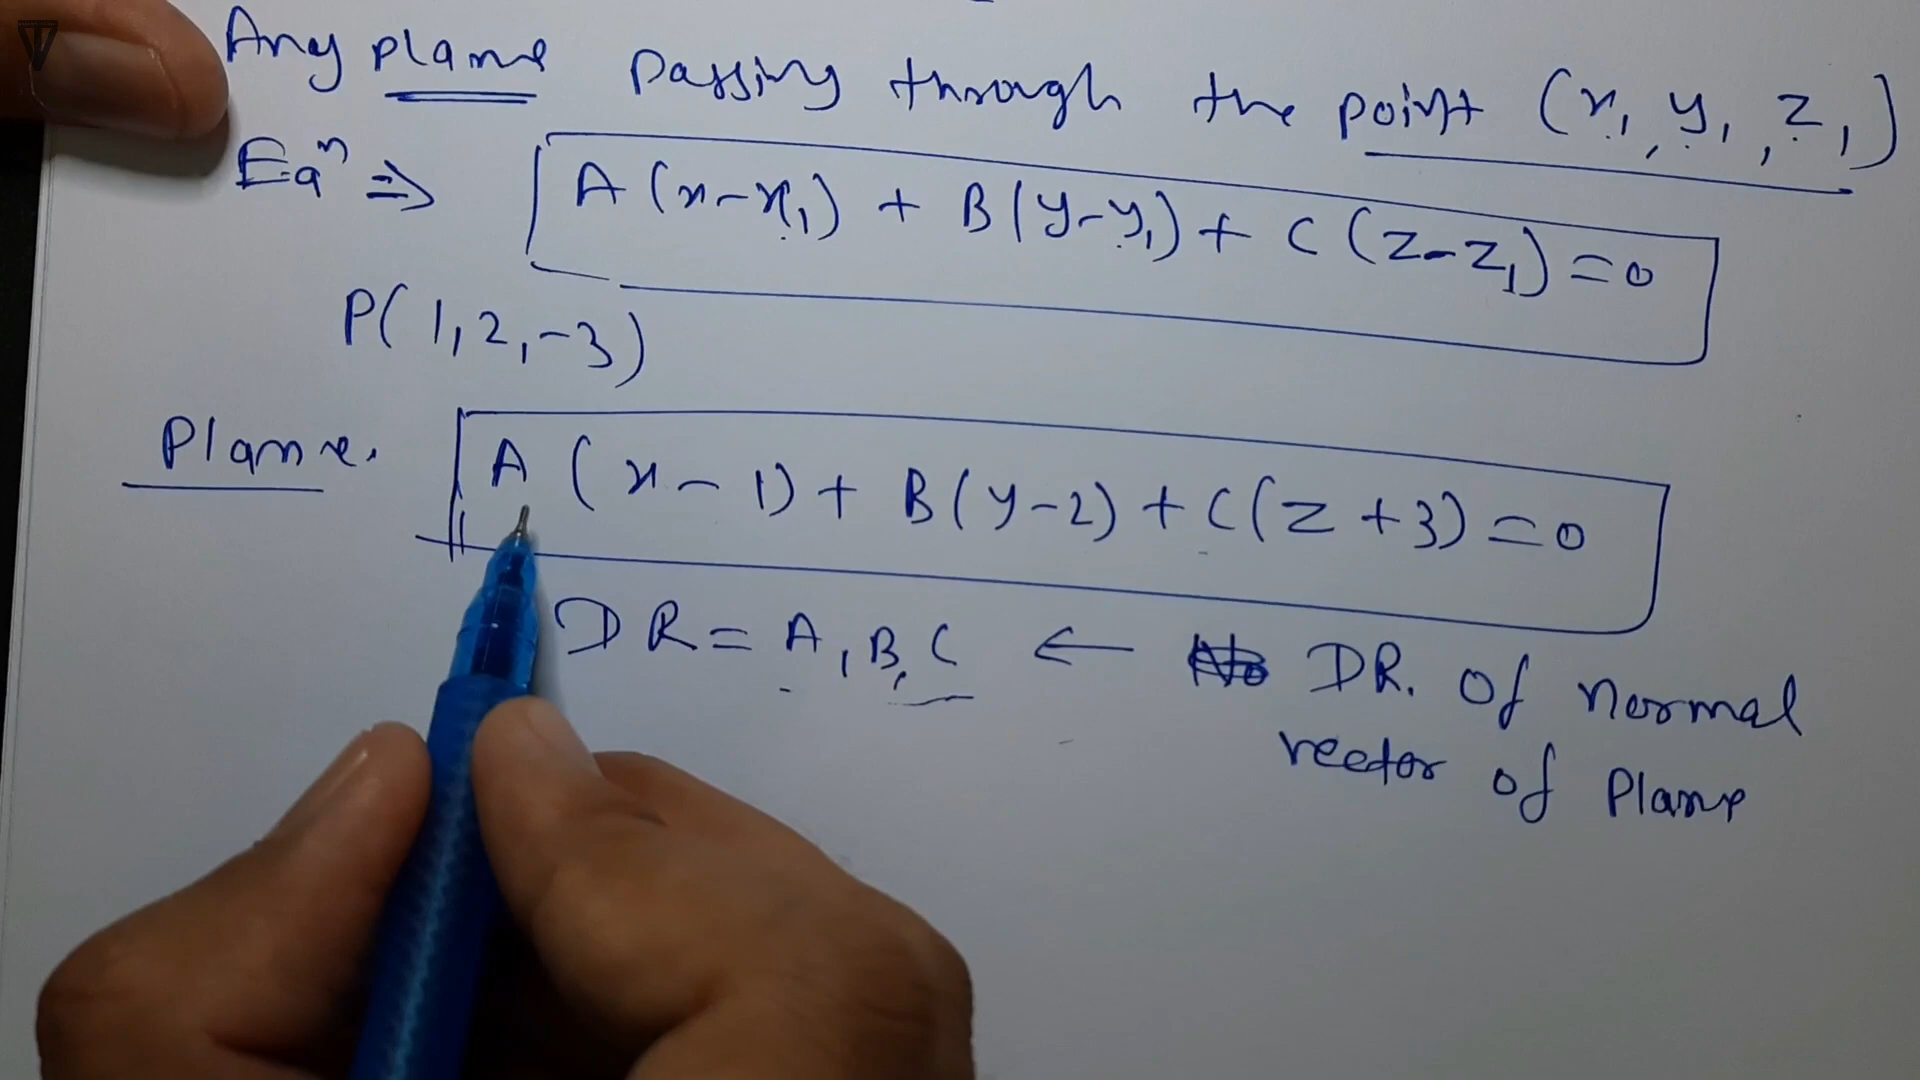 Any plane passing through the point (x₁, y₁, z₁)
Eqⁿ ⇒ A(x-x₁) + B(y-y₁) + C(z-z₁) = 0
P(1,2,-3)
Plane. A(x-1) + B(y-2) + C(z+3) = 0
DR = A, B, C ← DR. of normal
vector of Plane